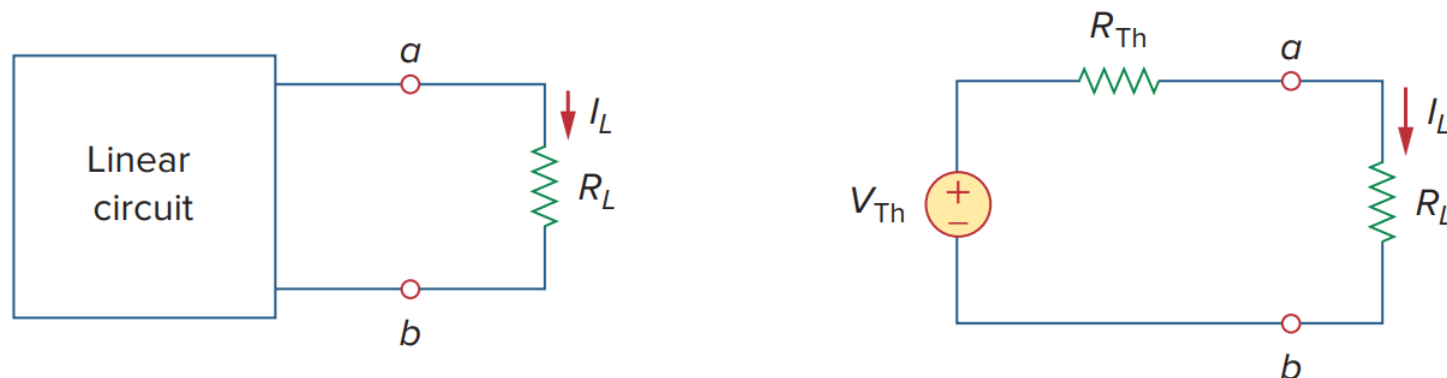 a
I_L
Linear
circuit
R_L
b
R_Th
a
I_L
V_Th
+
−
R_L
b